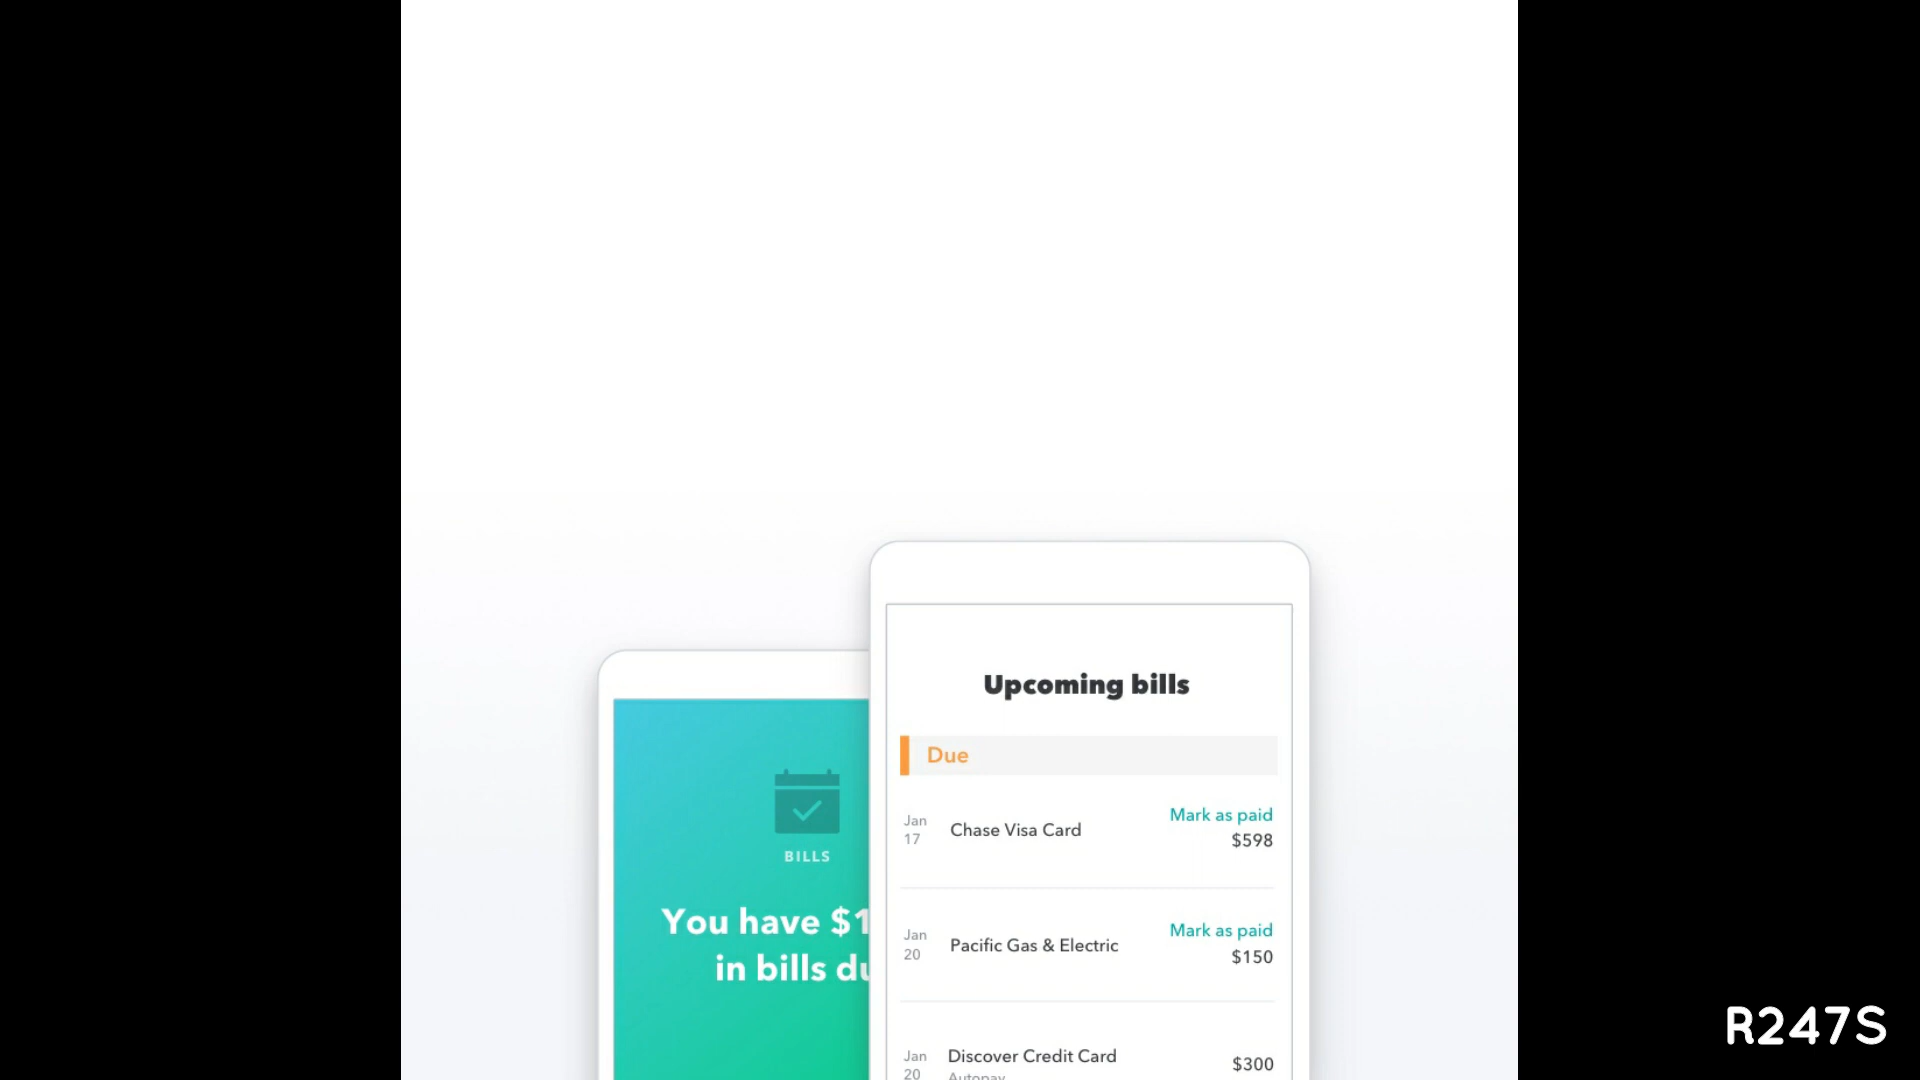 Upcoming bills
Due
Jan
17
Chase Visa Card
Mark as paid
$598
Jan
20
Pacific Gas & Electric
Mark as paid
$150
Jan
20
Discover Credit Card
Autopay
$300
BILLS
You have $1
in bills du
R247S